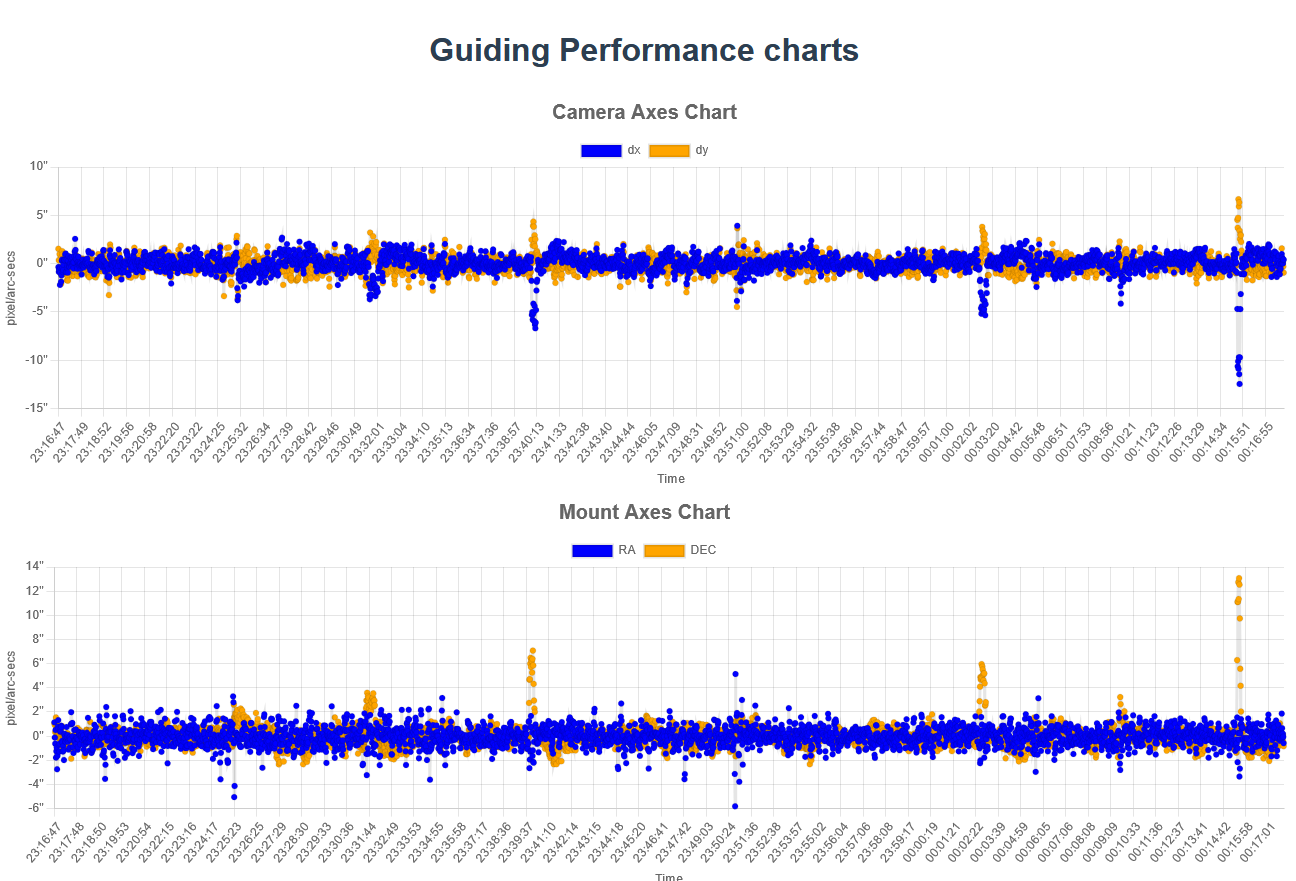 Guiding Performance charts
Camera Axes Chart
dx dy
10"
5"
0"
-5"
-10"
-15"
pixel/arc-secs
23:16:47 23:17:49 23:18:52 23:19:56 23:20:58 23:22:20 23:23:22 23:24:25 23:25:32 23:26:34 23:27:39 23:28:42 23:29:46 23:30:49 23:32:01 23:33:04 23:34:10 23:35:13 23:36:34 23:37:36 23:38:57 23:40:13 23:41:33 23:42:38 23:43:40 23:44:44 23:46:05 23:47:09 23:48:31 23:49:52 23:51:00 23:52:08 23:53:29 23:54:32 23:55:38 23:56:40 23:57:44 23:58:47 23:59:57 00:01:00 00:02:02 00:03:20 00:04:42 00:05:48 00:06:51 00:07:53 00:08:56 00:10:21 00:11:23 00:12:26 00:13:29 00:14:34 00:15:51 00:16:55
Time
Mount Axes Chart
RA DEC
14"
12"
10"
8"
6"
4"
2"
0"
-2"
-4"
-6"
pixel/arc-secs
23:16:47 23:17:48 23:18:50 23:19:53 23:20:54 23:22:15 23:23:16 23:24:17 23:25:23 23:26:25 23:27:29 23:28:30 23:29:33 23:30:36 23:31:44 23:32:50 23:33:53 23:34:55 23:35:58 23:37:17 23:38:36 23:39:37 23:41:10 23:42:14 23:43:15 23:44:18 23:45:20 23:46:41 23:47:42 23:49:03 23:50:24 23:51:36 23:52:38 23:53:57 23:55:02 23:56:04 23:57:06 23:58:08 23:59:17 00:00:19 00:01:21 00:02:22 00:03:39 00:04:59 00:06:05 00:07:06 00:08:08 00:09:09 00:10:33 00:11:36 00:12:37 00:13:41 00:14:42 00:15:58 00:17:01
Time